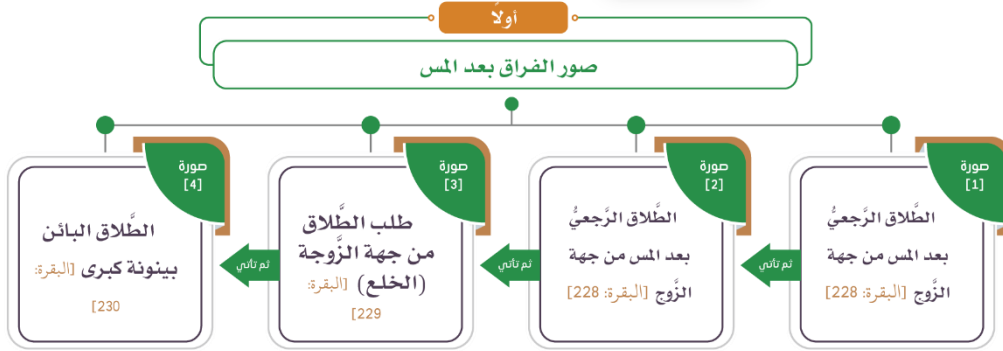 أولًا
صور الفراق بعد المس
صورة
[1]
الطَّلاق الرَّجعيُّ
بعد المس من جهة
الزَّوج [البقرة: 228]
ثم تأتي
صورة
[2]
الطَّلاق الرَّجعيُّ
بعد المس من جهة
الزَّوج [البقرة: 228]
ثم تأتي
صورة
[3]
طلب الطَّلاق
من جهة الزَّوجة
(الخلع) [البقرة:
229]
ثم تأتي
صورة
[4]
الطَّلاق البائن
بينونة كبرى [البقرة:
230]